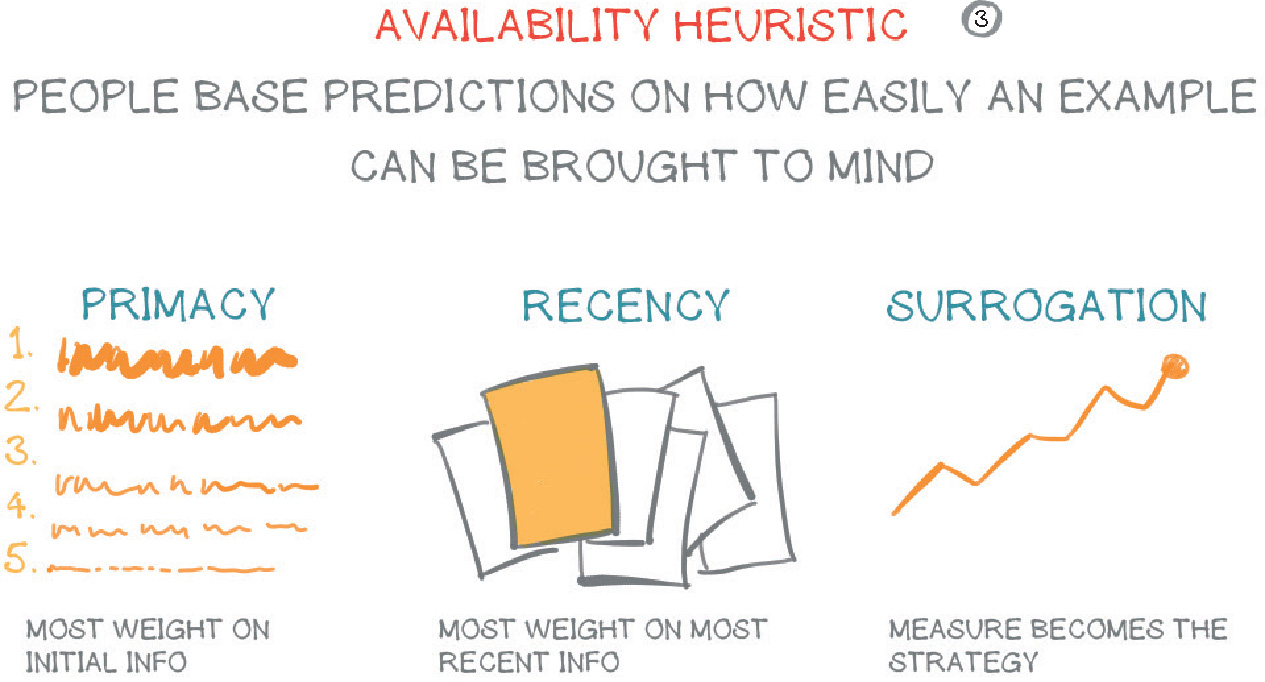 AVAILABILITY HEURISTIC 3
PEOPLE BASE PREDICTIONS ON HOW EASILY AN EXAMPLE
CAN BE BROUGHT TO MIND
PRIMACY
1.
2.
3.
4.
5.
MOST WEIGHT ON
INITIAL INFO
RECENCY
MOST WEIGHT ON MOST
RECENT INFO
SURROGATION
MEASURE BECOMES THE
STRATEGY